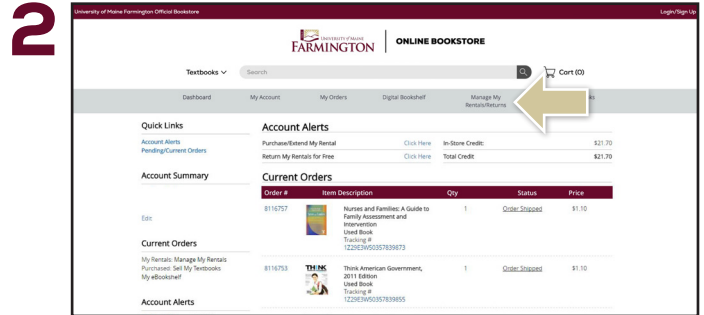 2
University of Maine Farmington Official Bookstore
Login/Sign Up
UNIVERSITY OF MAINE
FARMINGTON
ONLINE BOOKSTORE
Textbooks
Search
Cart (0)
Dashboard
My Account
My Orders
Digital Bookshelf
Manage My
Rentals/Returns
Quick Links
Account Alerts
Pending/Current Orders
Account Summary
Edit
Current Orders
My Rentals: Manage My Rentals
Purchased: Sell My Textbooks
My eBookshelf
Account Alerts
Account Alerts
Purchase/Extend My Rental Click Here In-Store Credit: $21.70
Return My Rentals for Free Click Here Total Credit $21.70
Current Orders
Order # Item Description Qty Status Price
8116757 Nurses and Families: A Guide to 1 Order Shipped $1.10
Family Assessment and
Intervention
Used Book
Tracking #
1Z29E3W50357839873
8116753 THINK Think American Government, 1 Order Shipped $1.10
2011 Edition
Used Book
Tracking #
1Z29E3W50357839855